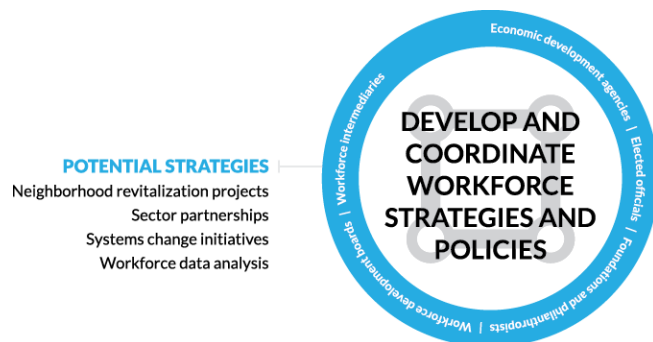 POTENTIAL STRATEGIES
Neighborhood revitalization projects
Sector partnerships
Systems change initiatives
Workforce data analysis
Economic development agencies | Elected officials | Foundations and philanthropists | Workforce development boards | Workforce intermediaries
DEVELOP AND
COORDINATE
WORKFORCE
STRATEGIES AND
POLICIES